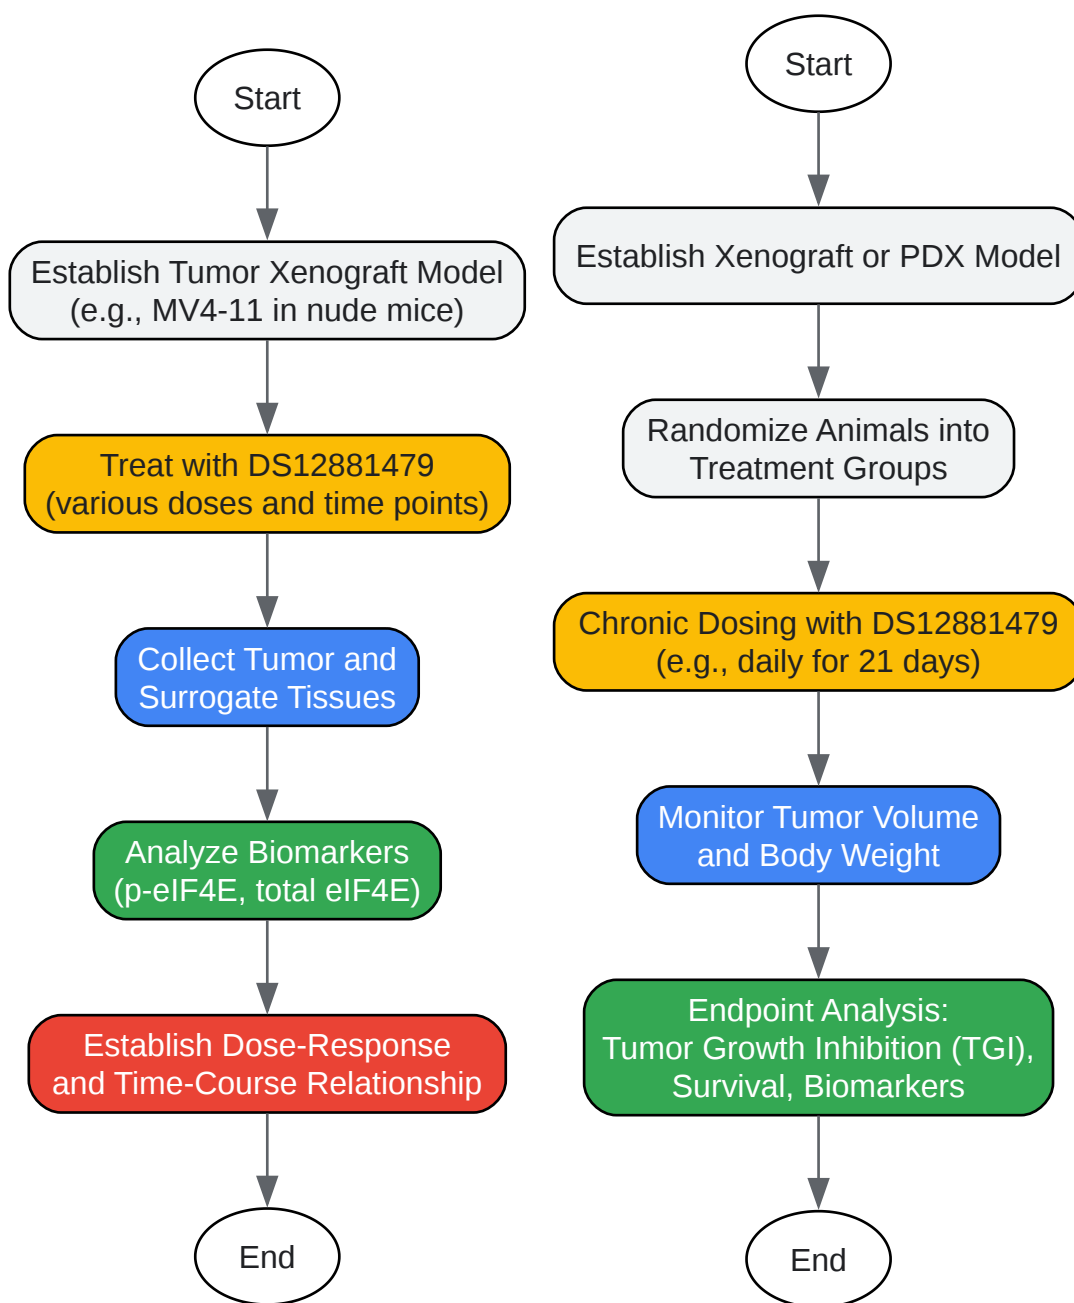 Start
Establish Tumor Xenograft Model
(e.g., MV4-11 in nude mice)
Treat with DS12881479
(various doses and time points)
Collect Tumor and
Surrogate Tissues
Analyze Biomarkers
(p-eIF4E, total eIF4E)
Establish Dose-Response
and Time-Course Relationship
End
Start
Establish Xenograft or PDX Model
Randomize Animals into
Treatment Groups
Chronic Dosing with DS12881479
(e.g., daily for 21 days)
Monitor Tumor Volume
and Body Weight
Endpoint Analysis:
Tumor Growth Inhibition (TGI),
Survival, Biomarkers
End